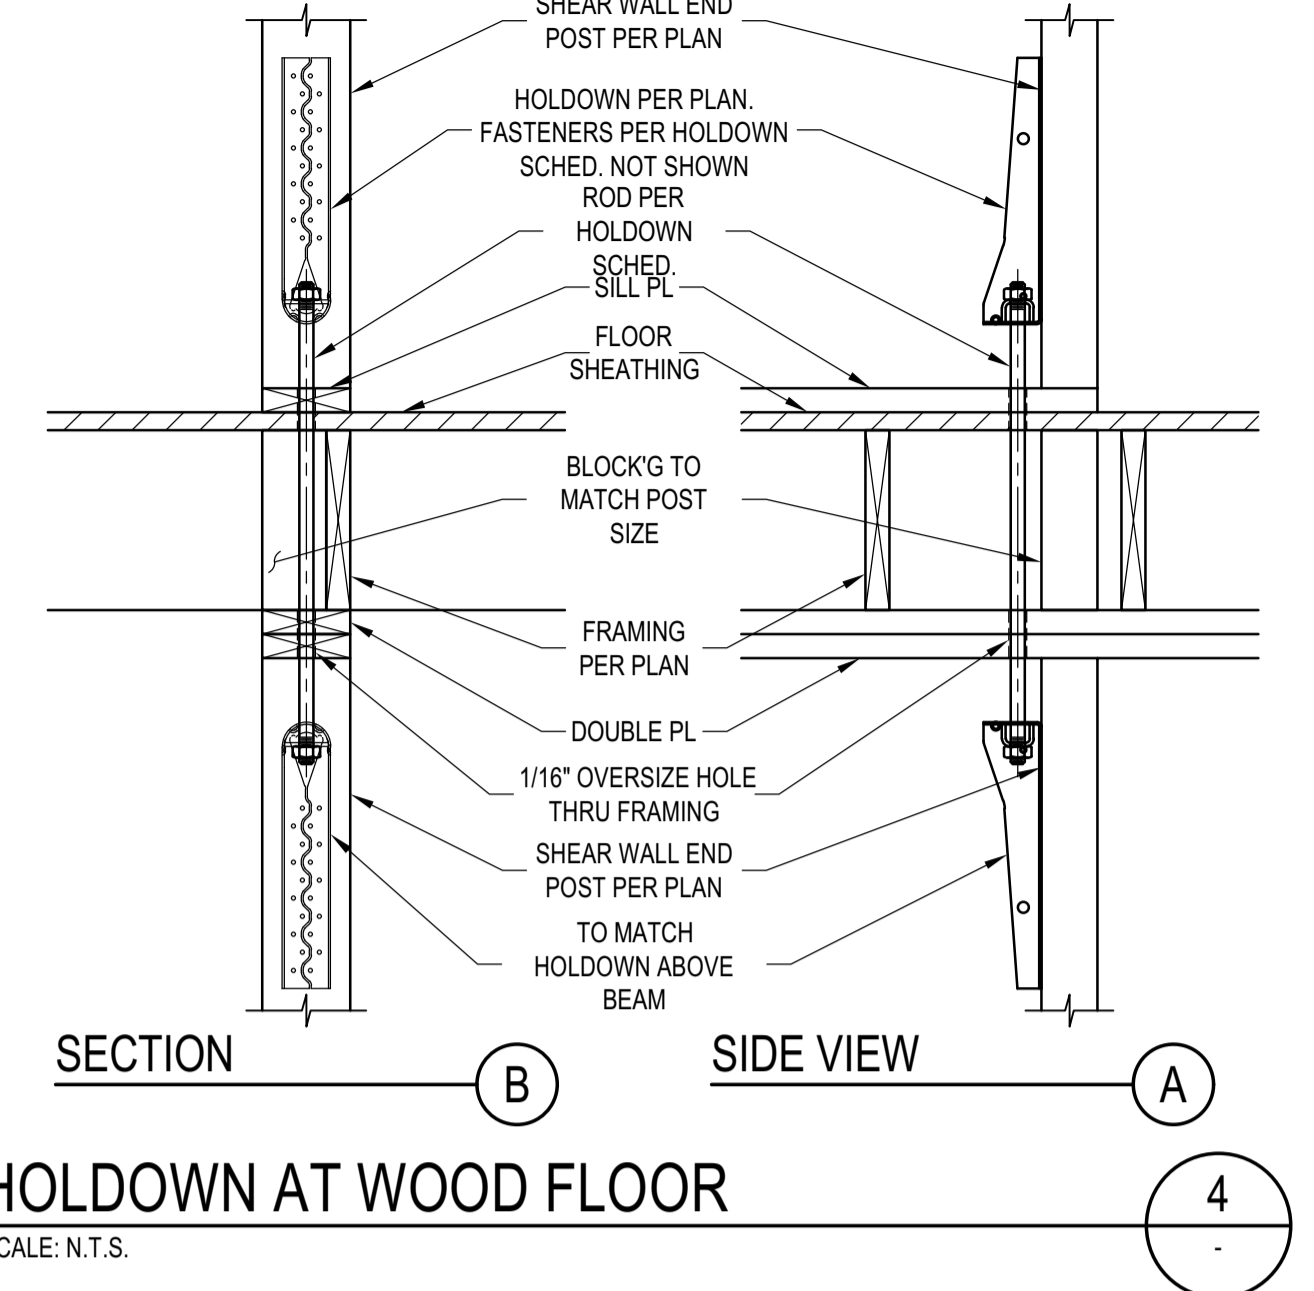 SHEAR WALL END
POST PER PLAN
HOLDOWN PER PLAN.
FASTENERS PER HOLDOWN
SCHED. NOT SHOWN
ROD PER
HOLDOWN
SCHED.
SILL PL
FLOOR
SHEATHING
BLOCK'G TO
MATCH POST
SIZE
FRAMING
PER PLAN
DOUBLE PL
1/16" OVERSIZE HOLE
THRU FRAMING
SHEAR WALL END
POST PER PLAN
TO MATCH
HOLDOWN ABOVE
BEAM
SECTION B
SIDE VIEW A
HOLDOWN AT WOOD FLOOR
4
CALE: N.T.S.
-